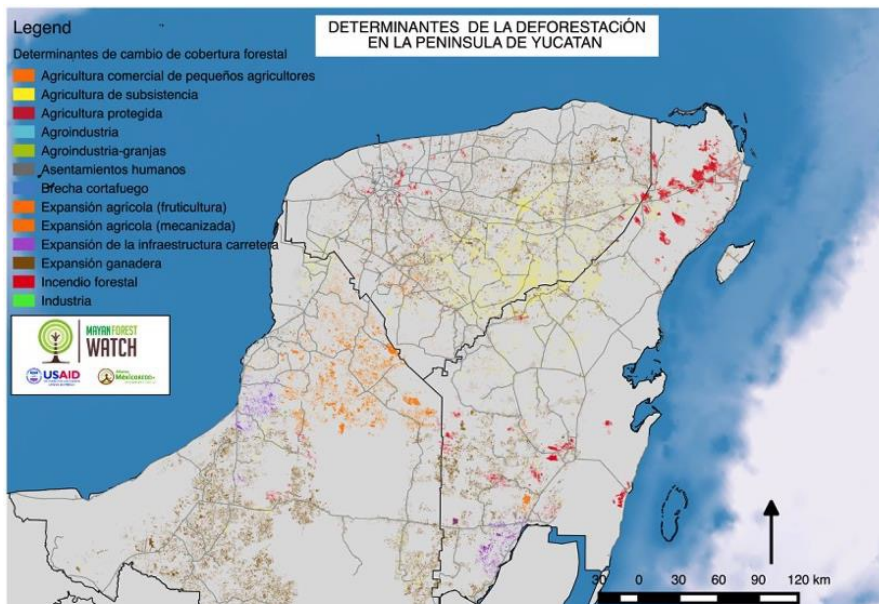 Legend
DETERMINANTES DE LA DEFORESTACIÓN
EN LA PENINSULA DE YUCATAN
Determinantes de cambio de cobertura forestal
Agricultura comercial de pequeños agricultores
Agricultura de subsistencia
Agricultura protegida
Agroindustria
Agroindustria-granjas
Asentamientos humanos
Brecha cortafuego
Expansión agricola (fruticultura)
Expansión agricola (mecanizada)
Expansión de la infraestructura carretera
Expansión ganadera
Incendio forestal
Industria
MAYAN FOREST
WATCH
USAID
30 0 30 60 90 120 km